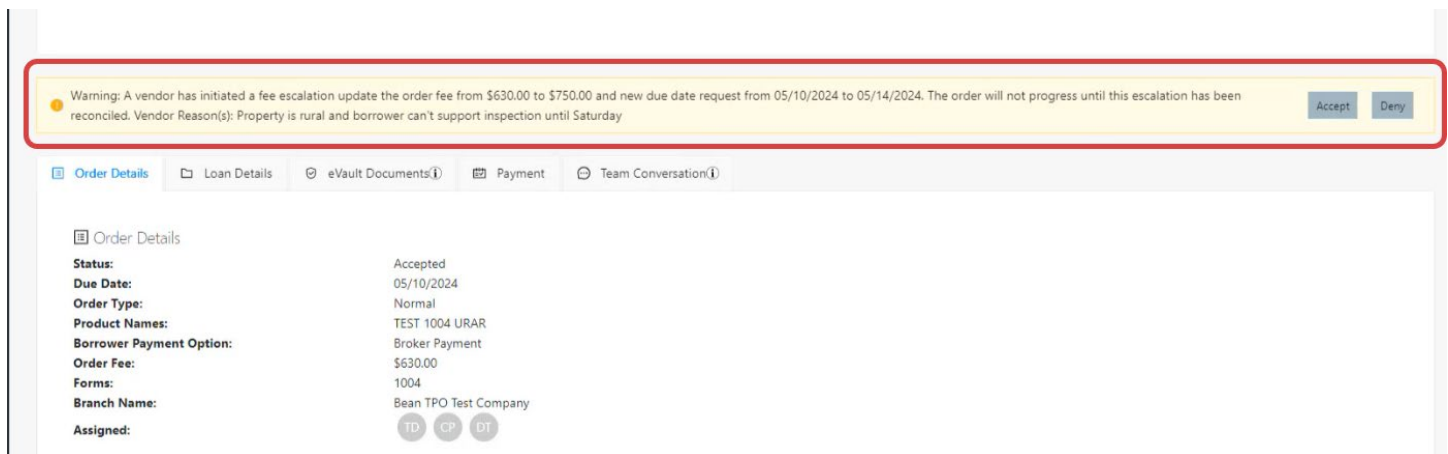 Warning: A vendor has initiated a fee escalation update the order fee from $630.00 to $750.00 and new due date request from 05/10/2024 to 05/14/2024. The order will not progress until this escalation has been
reconciled. Vendor Reason(s): Property is rural and borrower can't support inspection until Saturday
Accept Deny
Order Details Loan Details eVault Documents Payment Team Conversation
Order Details
Status: Accepted
Due Date: 05/10/2024
Order Type: Normal
Product Names: TEST 1004 URAR
Borrower Payment Option: Broker Payment
Order Fee: $630.00
Forms: 1004
Branch Name: Bean TPO Test Company
Assigned: TD CP DT